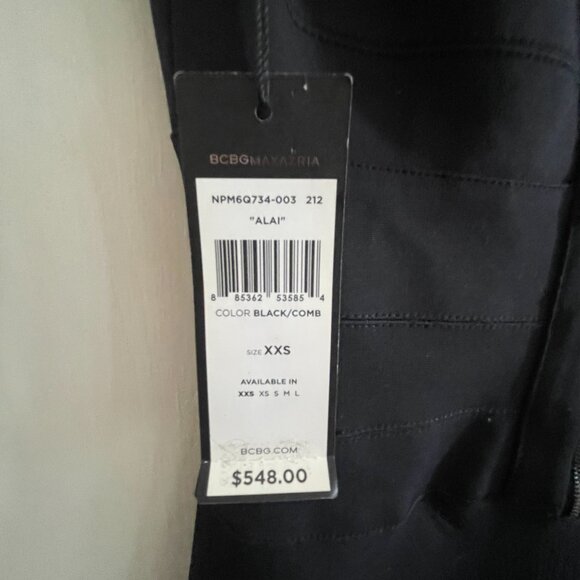 BCBGMAXAZRIA
NPM6Q734-003 212
"ALAI"
8 85362 53585 4
COLOR BLACK/COMB
SIZE XXS
AVAILABLE IN
XXS XS S M L
BCBG.COM
$548.00